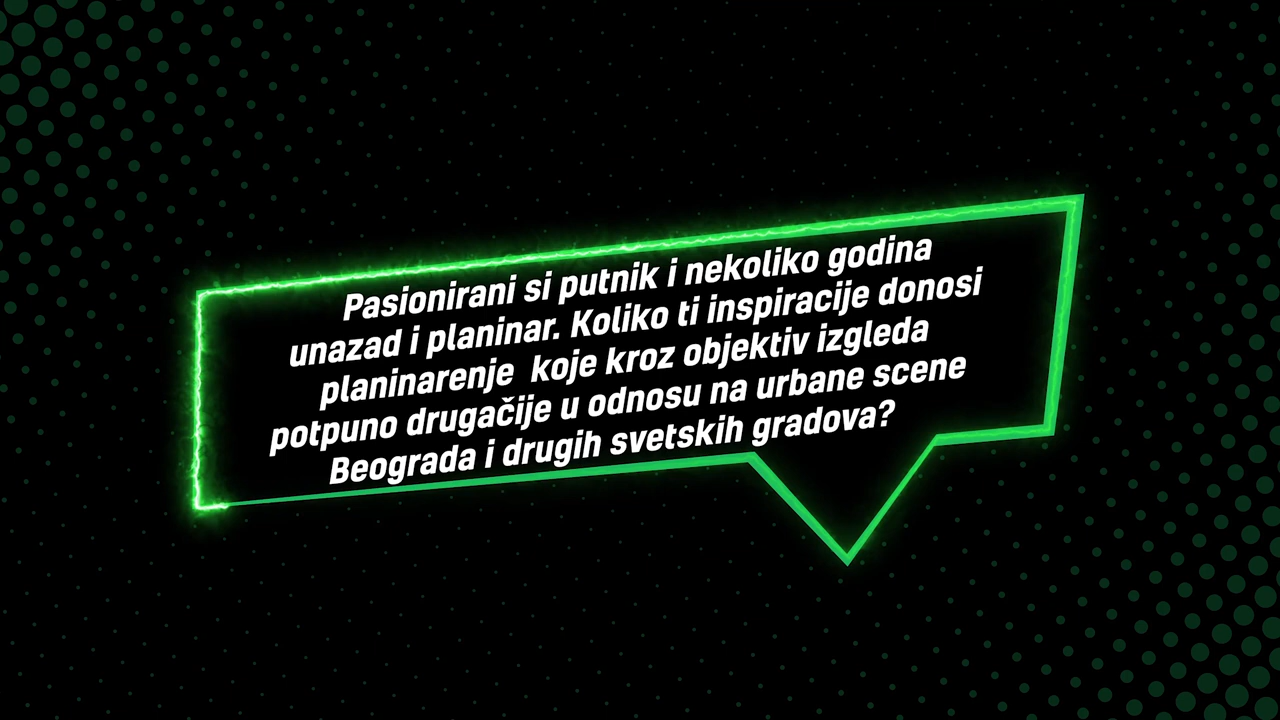 Pasionirani si putnik i nekoliko godina
unazad i planinar. Koliko ti inspiracije donosi
planinarenje  koje kroz objektiv izgleda
potpuno drugačije u odnosu na urbane scene
Beograda i drugih svetskih gradova?